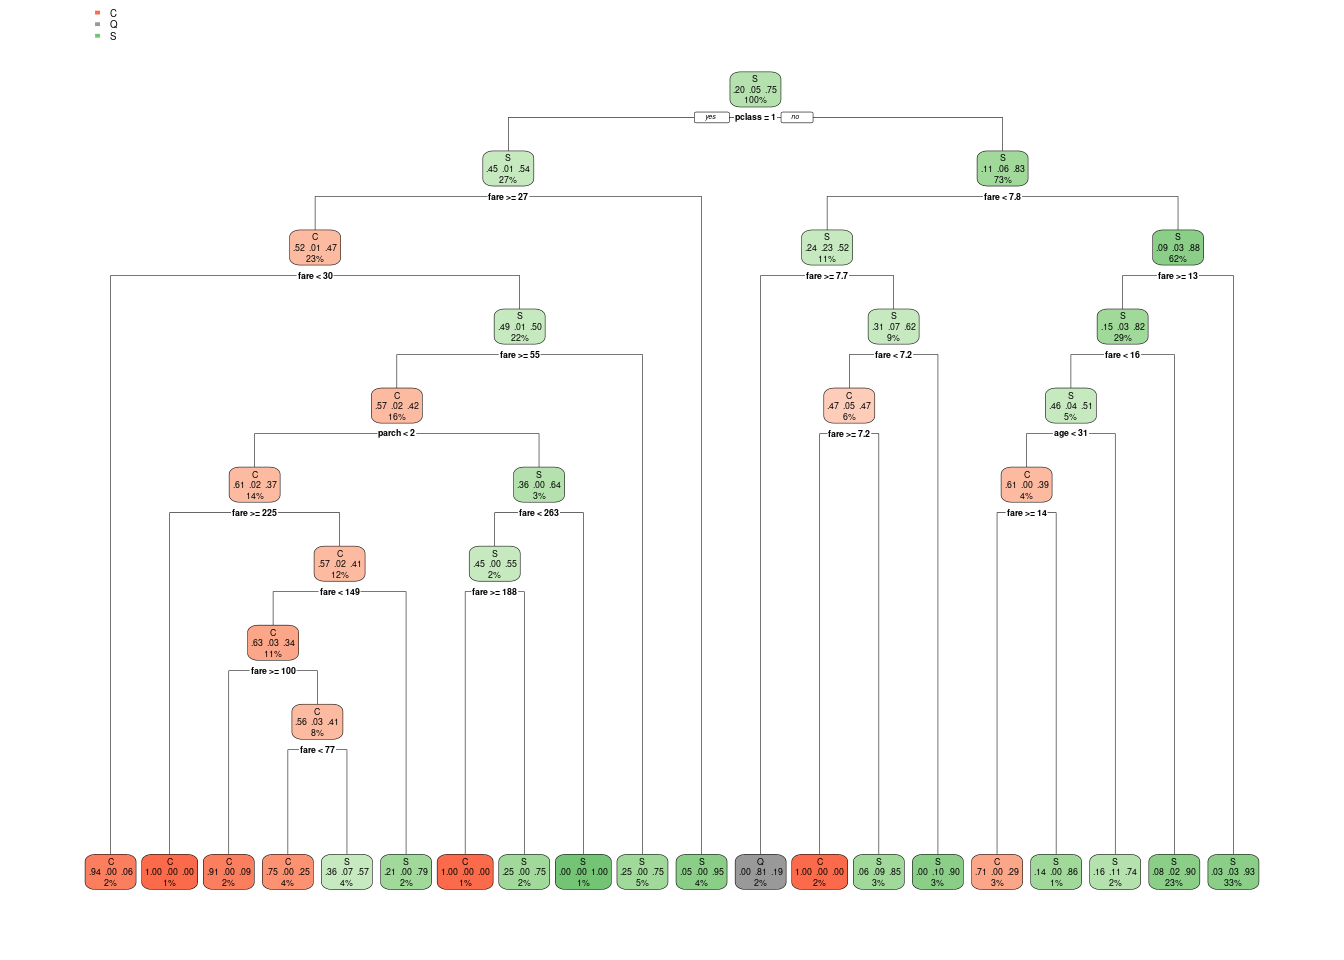 C
Q
S
S
.20 .05 .75
100%
yes pclass = 1 no
S
.45 .01 .54
27%
S
.11 .06 .83
73%
fare >= 27
fare < 7.8
C
.52 .01 .47
23%
S
.24 .23 .52
11%
S
.09 .03 .88
62%
fare < 30
fare >= 7.7
fare >= 13
S
.49 .01 .50
22%
S
.31 .07 .62
9%
S
.15 .03 .82
29%
fare >= 55
fare < 7.2
fare < 16
C
.57 .02 .42
16%
C
.47 .05 .47
6%
S
.46 .04 .51
5%
parch < 2
fare >= 7.2
age < 31
C
.61 .02 .37
14%
S
.36 .00 .64
3%
C
.61 .00 .39
4%
fare >= 225
fare < 263
fare >= 14
C
.57 .02 .41
12%
S
.45 .00 .55
2%
fare < 149
fare >= 188
C
.63 .03 .34
11%
fare >= 100
C
.56 .03 .41
8%
fare < 77
C
.94 .00 .06
2%
C
1.00 .00 .00
1%
C
.91 .00 .09
2%
C
.75 .00 .25
4%
S
.36 .07 .57
4%
S
.21 .00 .79
2%
C
1.00 .00 .00
1%
S
.25 .00 .75
2%
S
.00 .00 1.00
1%
S
.25 .00 .75
5%
S
.05 .00 .95
4%
Q
.00 .81 .19
2%
C
1.00 .00 .00
2%
S
.06 .09 .85
3%
S
.00 .10 .90
3%
C
.71 .00 .29
3%
S
.14 .00 .86
1%
S
.16 .11 .74
2%
S
.08 .02 .90
23%
S
.03 .03 .93
33%